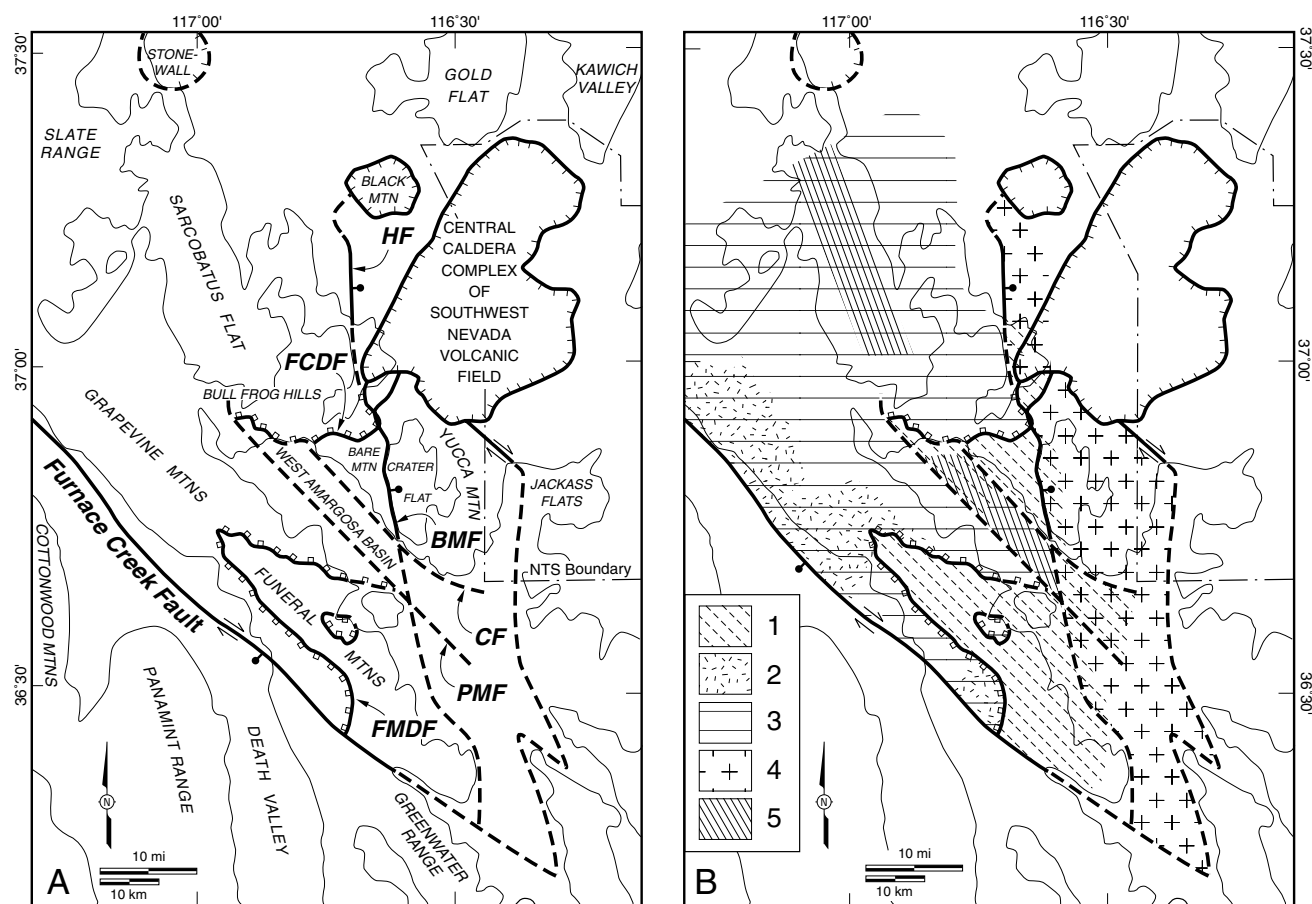 117°00'
116°30'
117°00'
116°30'
37°30'
37°00'
36°30'
37°30'
37°00'
36°30'
STONE-
WALL
GOLD
FLAT
KAWICH
VALLEY
SLATE
RANGE
BLACK
MTN
SARCOBATUS FLAT
HF
CENTRAL
CALDERA
COMPLEX
OF
SOUTHWEST
NEVADA
VOLCANIC
FIELD
FCDF
BULL FROG HILLS
GRAPEVINE MTNS
BARE
MTN
CRATER
FLAT
YUCCA MTN
WEST AMARGOSA BASIN
JACKASS
FLATS
BMF
Furnace Creek Fault
COTTONWOOD MTNS
NTS Boundary
FUNERAL
MTNS
CF
PMF
FMDF
PANAMINT RANGE
DEATH VALLEY
GREENWATER
RANGE
N
10 mi
10 km
A
1
2
3
4
5
N
10 mi
10 km
B